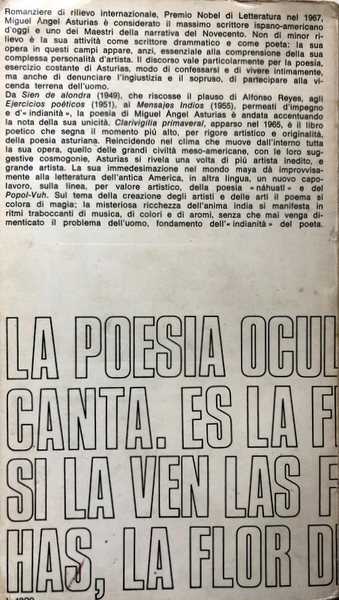 Romanziere di rilievo internazionale, Premio Nobel di Letteratura nel 1967,
Miguel Ángel Asturias è considerato il massimo scrittore ispano-americano
d'oggi e uno dei Maestri della narrativa del Novecento. Non di minor ri-
lievo è la sua attività come scrittore drammatico e come poeta: la sua
opera in questi campi appare, anzi, essenziale alla comprensione della sua
complessa personalità d'artista. Il discorso vale particolarmente per la poesia,
esercizio costante di Asturias, modo di confessarsi e di vivere intimamente,
ma anche di denunciare l'ingiustizia e il sopruso, di partecipare alla vi-
cenda terrena dell'uomo.
Da Sien de alondra (1949), che riscosse il plauso di Alfonso Reyes, agli
Ejercicios poéticos (1951), ai Mensajes Indios (1955), permeati d'impegno
e d'« indianità », la poesia di Miguel Ángel Asturias è andata accentuando
la nota della sua unicità. Clarivigilia primaveral, apparso nel 1965, è il libro
poetico che segna il momento più alto, per rigore artistico e originalità,
della poesia asturiana. Reincidendo nel clima che muove dall'interno tutta
la sua opera, quello delle grandi civiltà meso-americane, con le loro sug-
gestive cosmogonie, Asturias si rivela una volta di più artista inedito, e
grande artista. La sua immedesimazione nel mondo maya dà improvvisa-
mente alla letteratura dell'antica America, in altra lingua, un nuovo capo-
lavoro, sulla linea, per valore artistico, della poesia « náhuatl » e del
Popol-Vuh. Sul tema della creazione degli artisti e delle arti il poema si
colora di magia; la misteriosa ricchezza dell'anima india si manifesta in
ritmi traboccanti di musica, di colori e di aromi, senza che mai venga di-
menticato il problema dell'uomo, fondamento dell'« indianità » del poeta.
LA POESIA OCUL
CANTA. ES LA F
SI LA VEN LAS F
HAS, LA FLOR D